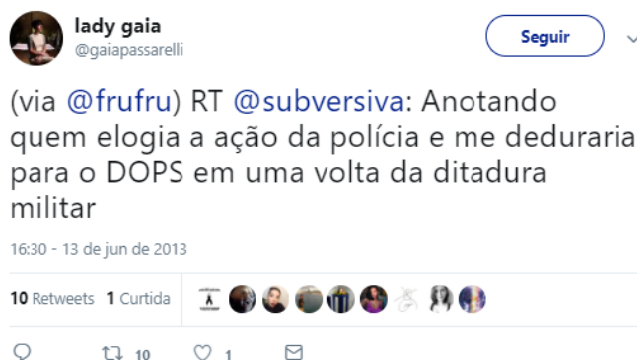 lady gaia
@gaiapassarelli
Seguir
(via @frufru) RT @subversiva: Anotando
quem elogia a ação da polícia e me deduraria
para o DOPS em uma volta da ditadura
militar
16:30 - 13 de jun de 2013
10 Retweets 1 Curtida
10 1